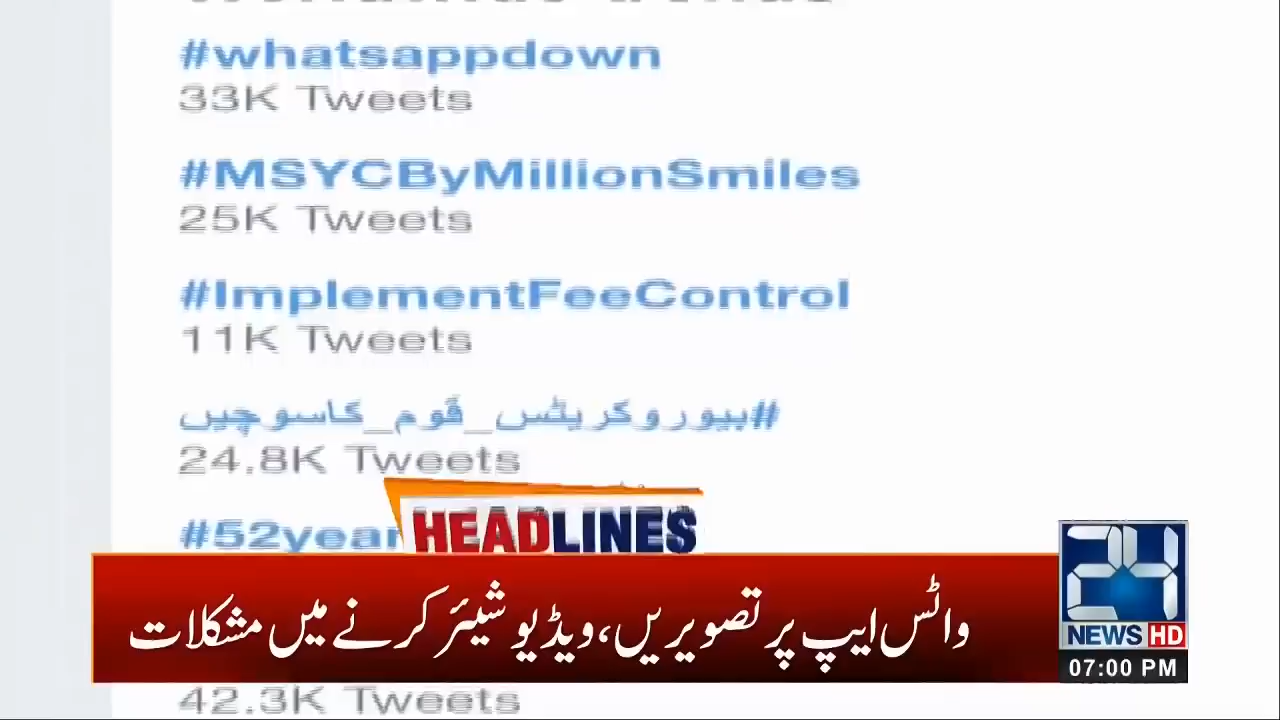 #whatsappdown
33K Tweets
#MSYCByMillionSmiles
25K Tweets
#ImplementFeeControl
11K Tweets
#بیوروکریٹس_قوم_کاسوچیں
24.8K Tweets
#52year
HEADLINES
واٹس ایپ پر تصویریں، ویڈیو شیئر کرنے میں مشکلات
24
NEWS HD
07:00 PM
42.3K Tweets